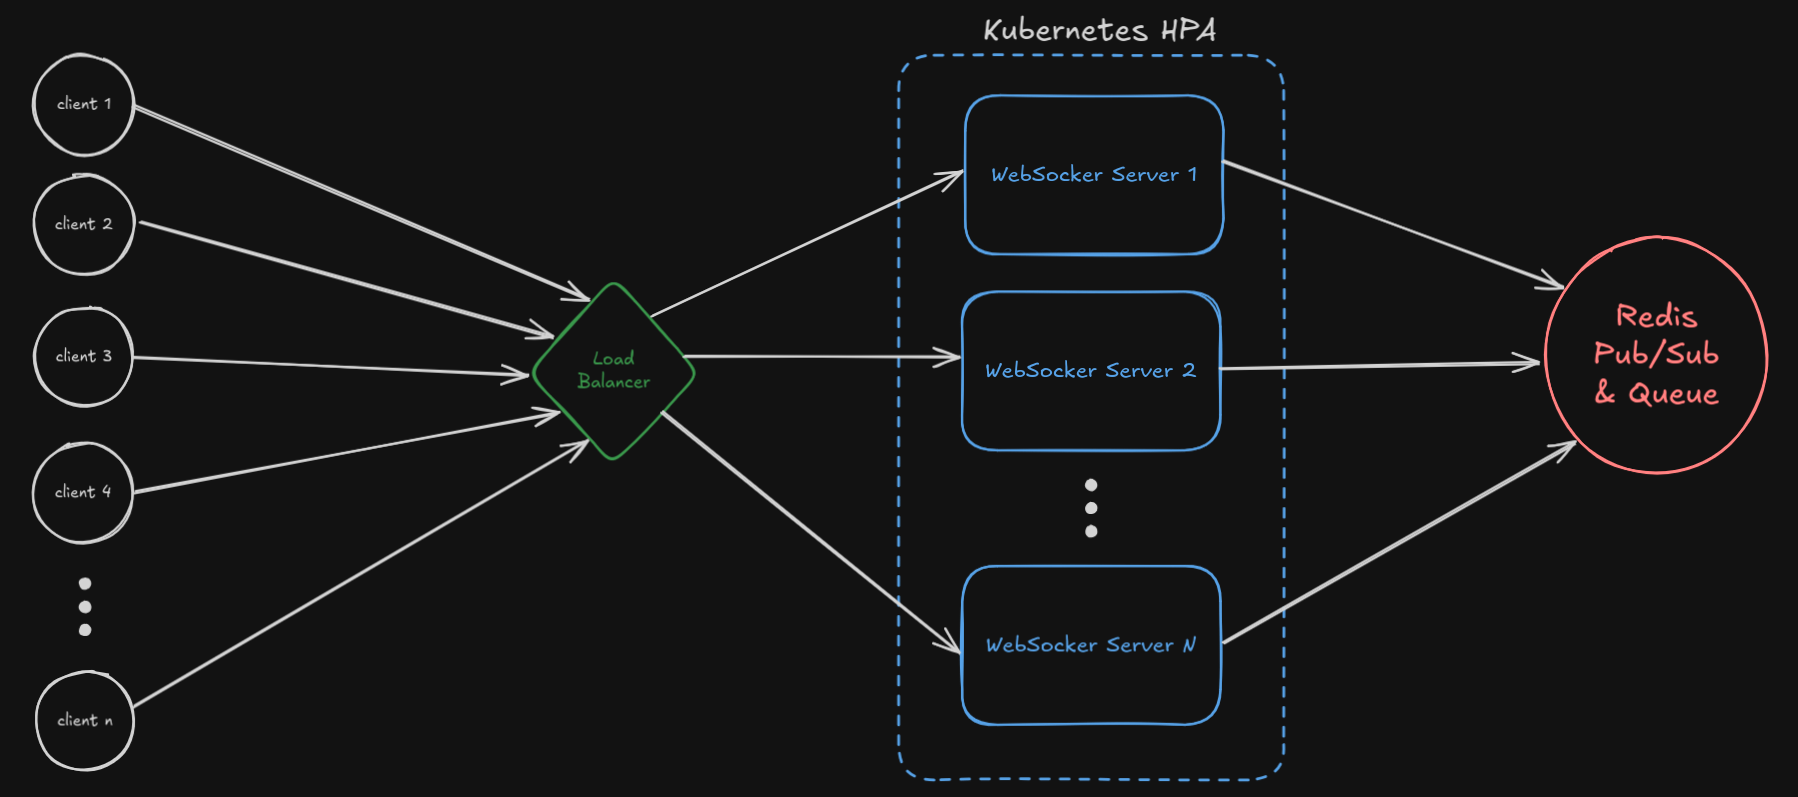 Kubernetes HPA
client 1
client 2
client 3
client 4
client n
Load
Balancer
WebSocker Server 1
WebSocker Server 2
WebSocker Server N
Redis
Pub/Sub
& Queue